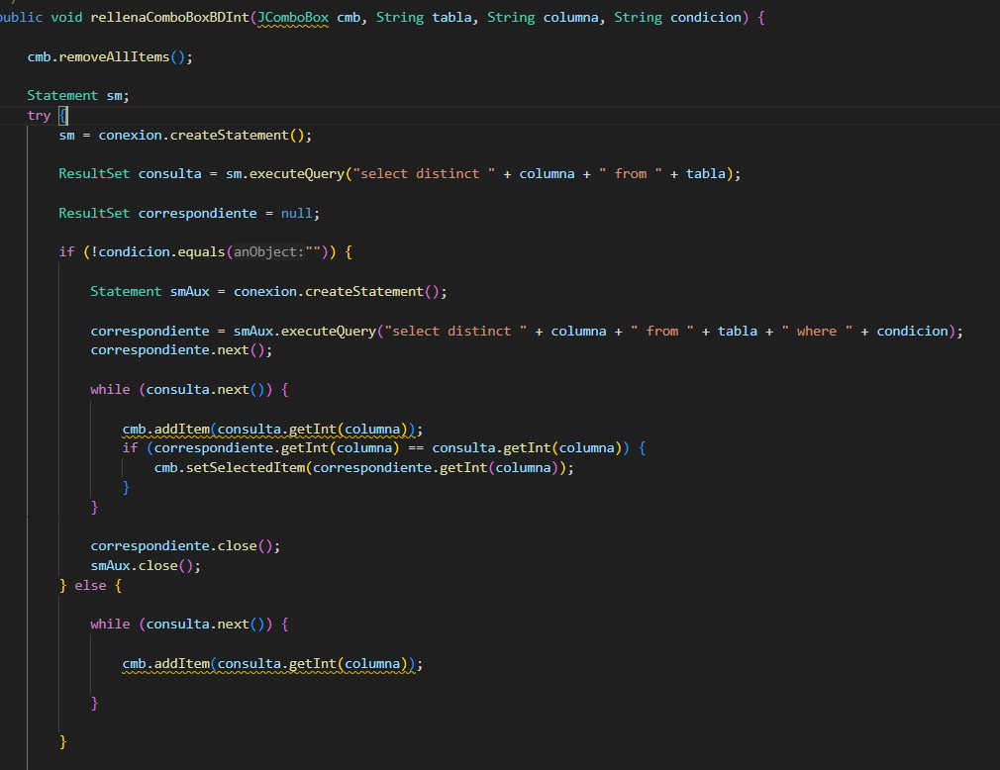 public void rellenaComboBoxBDInt(JComboBox cmb, String tabla, String columna, String condicion) {
cmb.removeAllItems();
Statement sm;
try {
sm = conexion.createStatement();
ResultSet consulta = sm.executeQuery("select distinct " + columna + " from " + tabla);
ResultSet correspondiente = null;
if (!condicion.equals(anObject:"")) {
Statement smAux = conexion.createStatement();
correspondiente = smAux.executeQuery("select distinct " + columna + " from " + tabla + " where " + condicion);
correspondiente.next();
while (consulta.next()) {
cmb.addItem(consulta.getInt(columna));
if (correspondiente.getInt(columna) == consulta.getInt(columna)) {
cmb.setSelectedItem(correspondiente.getInt(columna));
}
}
correspondiente.close();
smAux.close();
} else {
while (consulta.next()) {
cmb.addItem(consulta.getInt(columna));
}
}